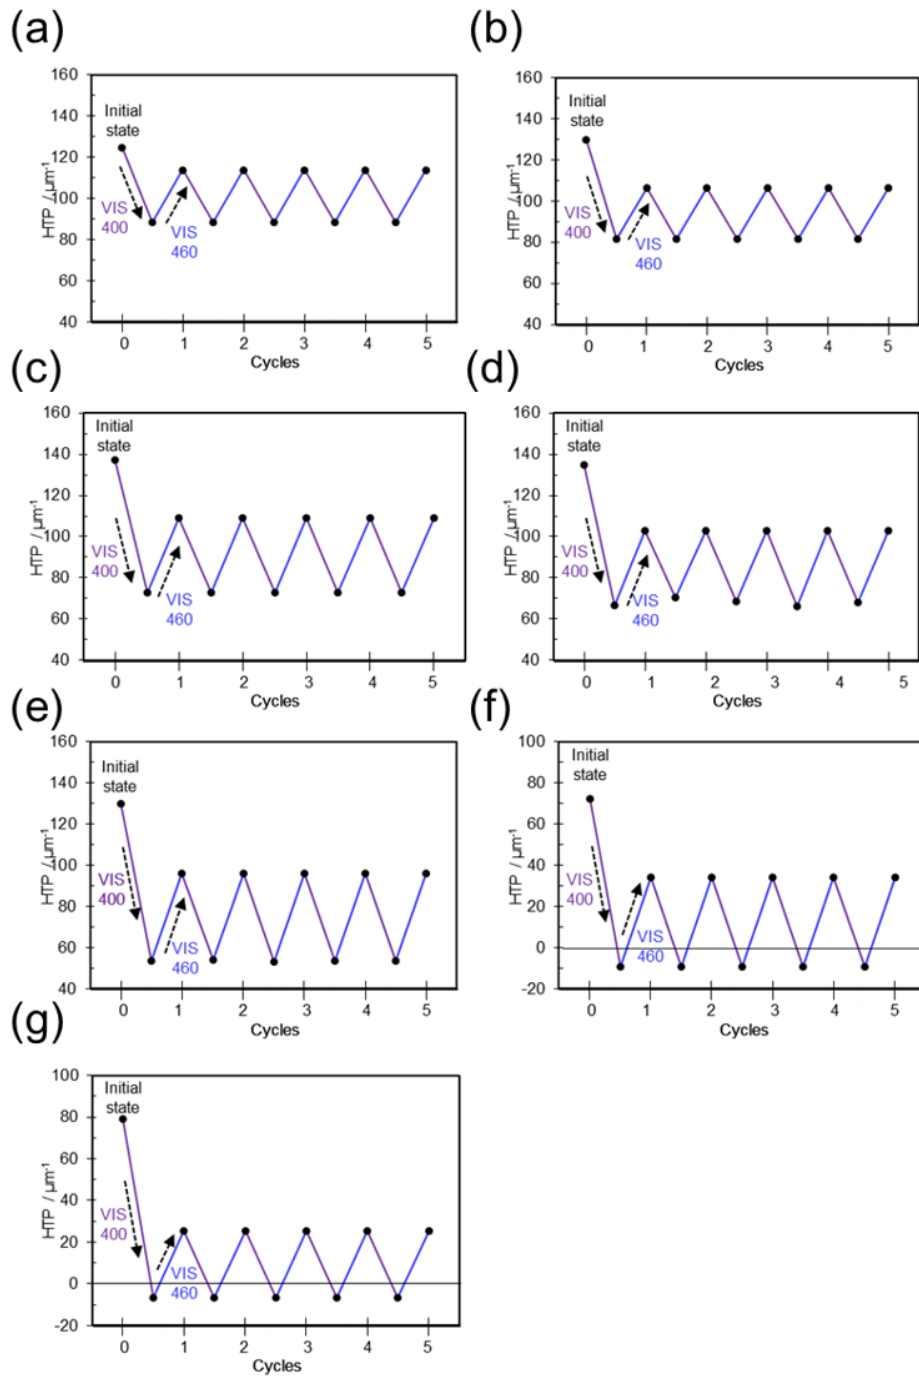 (a)
160
140
120
100
80
60
40
HTP / µm-1
Initial
state
VIS
400
VIS
460
0 1 2 3 4 5
Cycles
(b)
160
140
120
100
80
60
40
HTP / µm-1
Initial
state
VIS
400
VIS
460
0 1 2 3 4 5
Cycles
(c)
160
140
120
100
80
60
40
HTP / µm-1
Initial
state
VIS
400
VIS
460
0 1 2 3 4 5
Cycles
(d)
160
140
120
100
80
60
40
HTP / µm-1
Initial
state
VIS
400
VIS
460
0 1 2 3 4 5
Cycles
(e)
160
140
120
100
80
60
40
HTP / µm-1
Initial
state
VIS
400
VIS
460
0 1 2 3 4 5
Cycles
(f)
100
80
60
40
20
0
-20
HTP / µm-1
Initial
state
VIS
400
VIS
460
0 1 2 3 4 5
Cycles
(g)
100
80
60
40
20
0
-20
HTP / µm-1
Initial
state
VIS
400
VIS
460
0 1 2 3 4 5
Cycles